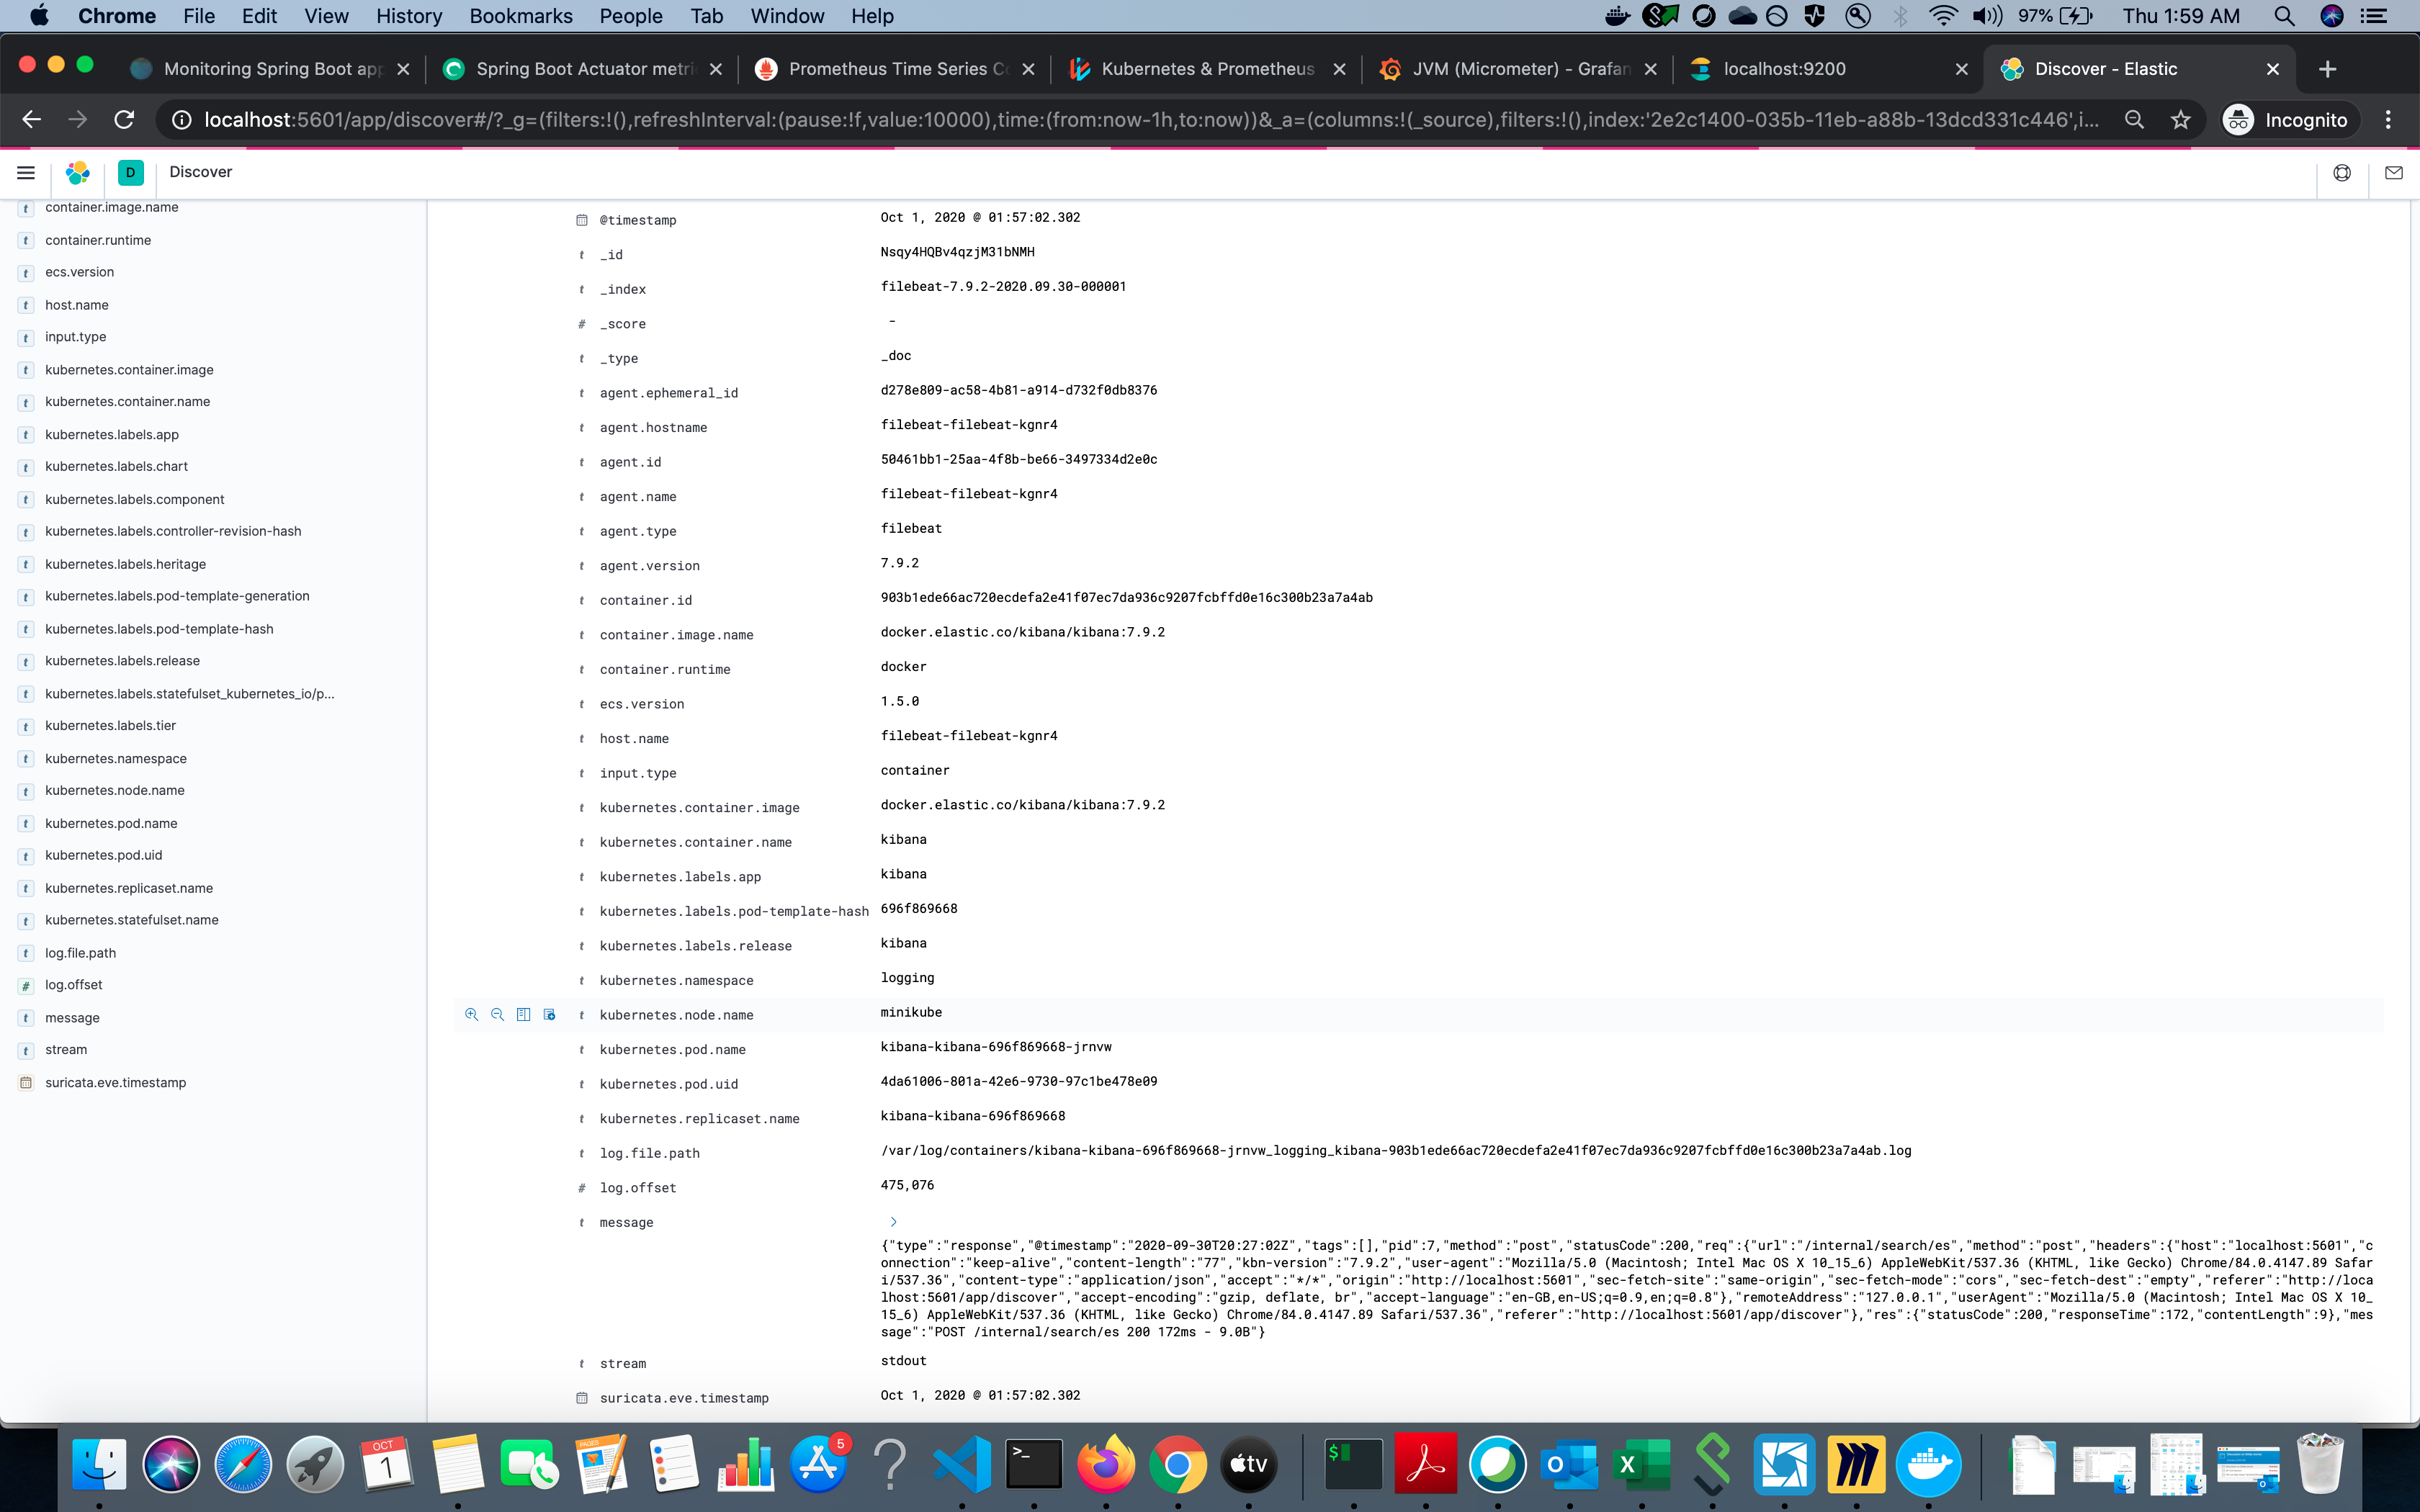 Chrome File Edit View History Bookmarks People Tab Window Help 97% Thu 1:59 AM
Monitoring Spring Boot app Spring Boot Actuator metri Prometheus Time Series Co Kubernetes & Prometheus JVM (Micrometer) - Grafan localhost:9200 Discover - Elastic
localhost:5601/app/discover#/?_g=(filters:!(),refreshInterval:(pause:!f,value:10000),time:(from:now-1h,to:now))&_a=(columns:!(_source),filters:!(),index:'2e2c1400-035b-11eb-a88b-13dcd331c446',i... Incognito
D Discover
t container.image.name
t container.runtime
t ecs.version
t host.name
t input.type
t kubernetes.container.image
t kubernetes.container.name
t kubernetes.labels.app
t kubernetes.labels.chart
t kubernetes.labels.component
t kubernetes.labels.controller-revision-hash
t kubernetes.labels.heritage
t kubernetes.labels.pod-template-generation
t kubernetes.labels.pod-template-hash
t kubernetes.labels.release
t kubernetes.labels.statefulset_kubernetes_io/p...
t kubernetes.labels.tier
t kubernetes.namespace
t kubernetes.node.name
t kubernetes.pod.name
t kubernetes.pod.uid
t kubernetes.replicaset.name
t kubernetes.statefulset.name
t log.file.path
# log.offset
t message
t stream
suricata.eve.timestamp
@timestamp Oct 1, 2020 @ 01:57:02.302
t _id Nsqy4HQBv4qzjM31bNMH
t _index filebeat-7.9.2-2020.09.30-000001
# _score -
t _type _doc
t agent.ephemeral_id d278e809-ac58-4b81-a914-d732f0db8376
t agent.hostname filebeat-filebeat-kgnr4
t agent.id 50461bb1-25aa-4f8b-be66-3497334d2e0c
t agent.name filebeat-filebeat-kgnr4
t agent.type filebeat
t agent.version 7.9.2
t container.id 903b1ede66ac720ecdefa2e41f07ec7da936c9207fcbffd0e16c300b23a7a4ab
t container.image.name docker.elastic.co/kibana/kibana:7.9.2
t container.runtime docker
t ecs.version 1.5.0
t host.name filebeat-filebeat-kgnr4
t input.type container
t kubernetes.container.image docker.elastic.co/kibana/kibana:7.9.2
t kubernetes.container.name kibana
t kubernetes.labels.app kibana
t kubernetes.labels.pod-template-hash 696f869668
t kubernetes.labels.release kibana
t kubernetes.namespace logging
t kubernetes.node.name minikube
t kubernetes.pod.name kibana-kibana-696f869668-jrnvw
t kubernetes.pod.uid 4da61006-801a-42e6-9730-97c1be478e09
t kubernetes.replicaset.name kibana-kibana-696f869668
t log.file.path /var/log/containers/kibana-kibana-696f869668-jrnvw_logging_kibana-903b1ede66ac720ecdefa2e41f07ec7da936c9207fcbffd0e16c300b23a7a4ab.log
# log.offset 475,076
t message
{"type":"response","@timestamp":"2020-09-30T20:27:02Z","tags":[],"pid":7,"method":"post","statusCode":200,"req":{"url":"/internal/search/es","method":"post","headers":{"host":"localhost:5601","c
onnection":"keep-alive","content-length":"77","kbn-version":"7.9.2","user-agent":"Mozilla/5.0 (Macintosh; Intel Mac OS X 10_15_6) AppleWebKit/537.36 (KHTML, like Gecko) Chrome/84.0.4147.89 Safar
i/537.36","content-type":"application/json","accept":"*/*","origin":"http://localhost:5601","sec-fetch-site":"same-origin","sec-fetch-mode":"cors","sec-fetch-dest":"empty","referer":"http://loca
lhost:5601/app/discover","accept-encoding":"gzip, deflate, br","accept-language":"en-GB,en-US;q=0.9,en;q=0.8"},"remoteAddress":"127.0.0.1","userAgent":"Mozilla/5.0 (Macintosh; Intel Mac OS X 10_
15_6) AppleWebKit/537.36 (KHTML, like Gecko) Chrome/84.0.4147.89 Safari/537.36","referer":"http://localhost:5601/app/discover"},"res":{"statusCode":200,"responseTime":172,"contentLength":9},"mes
sage":"POST /internal/search/es 200 172ms - 9.0B"}
t stream stdout
suricata.eve.timestamp Oct 1, 2020 @ 01:57:02.302
OCT 1 PAGES 5 tv